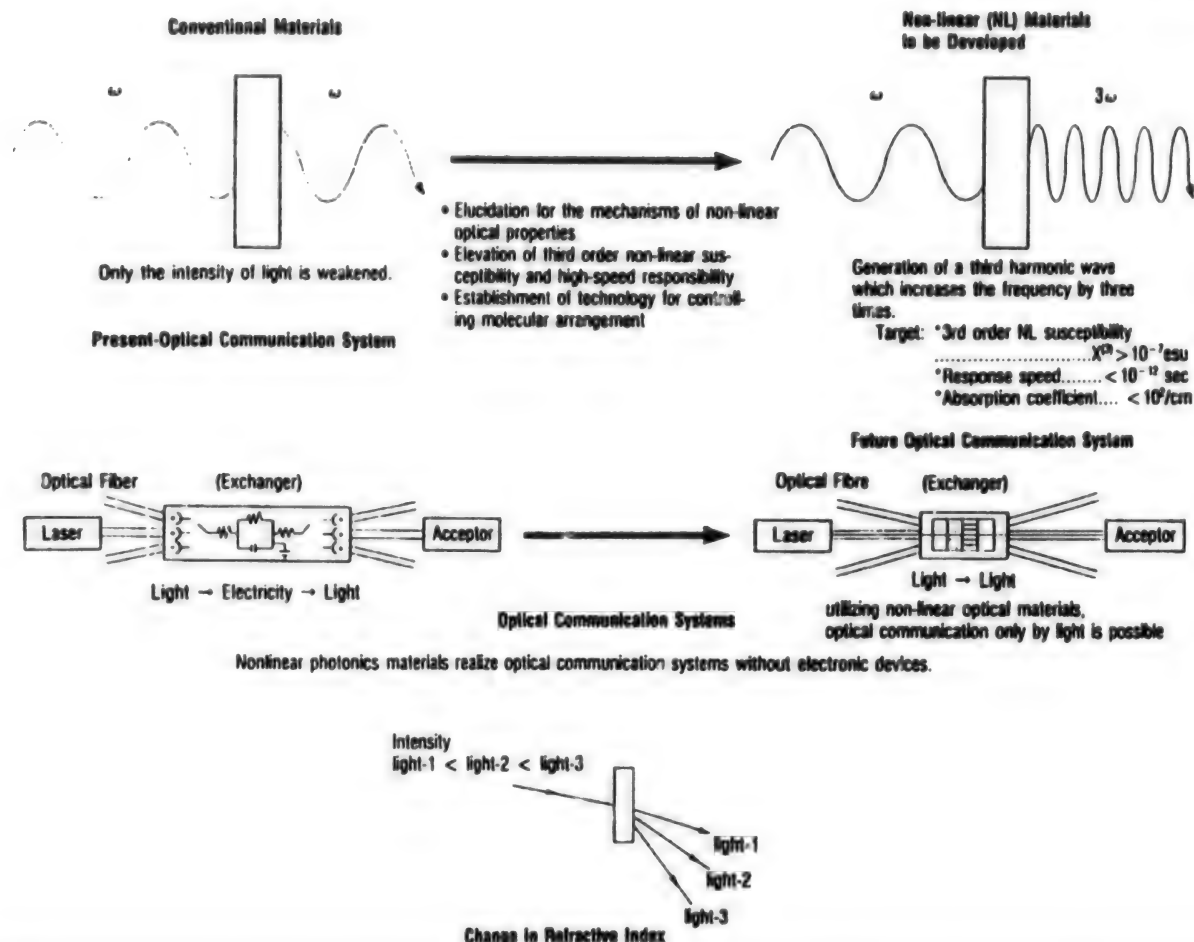 Conventional Materials
Non-linear (NL) Materials
to be Developed
ω
ω
ω
3ω
Only the intensity of light is weakened.
• Elucidation for the mechanisms of non-linear
optical properties
• Elevation of third order non-linear sus-
ceptibility and high-speed responsibility
• Establishment of technology for controll-
ing molecular arrangement
Generation of a third harmonic wave
which increases the frequency by three
times.
Target: *3rd order NL susceptibility
........................X⁽³⁾ > 10⁻⁷esu
*Response speed........ < 10⁻¹² sec
*Absorption coefficient.... < 10²/cm
Present-Optical Communication System
Future Optical Communication System
Optical Fiber
(Exchanger)
Laser
Acceptor
Light → Electricity → Light
Optical Fibre
(Exchanger)
Laser
Acceptor
Light → Light
utilizing non-linear optical materials,
optical communication only by light is possible
Optical Communication Systems
Nonlinear photonics materials realize optical communication systems without electronic devices.
Intensity
light-1 < light-2 < light-3
light-1
light-2
light-3
Change in Refractive Index